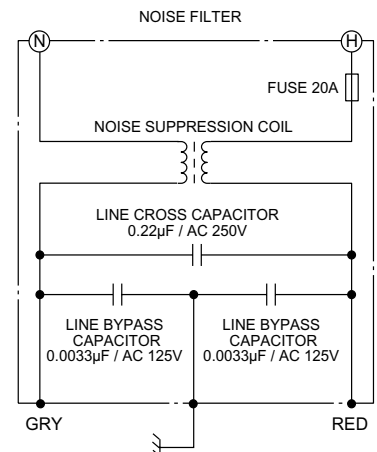 NOISE FILTER
N
H
FUSE 20A
NOISE SUPPRESSION COIL
LINE CROSS CAPACITOR
0.22µF / AC 250V
LINE BYPASS
CAPACITOR
0.0033µF / AC 125V
LINE BYPASS
CAPACITOR
0.0033µF / AC 125V
GRY
RED